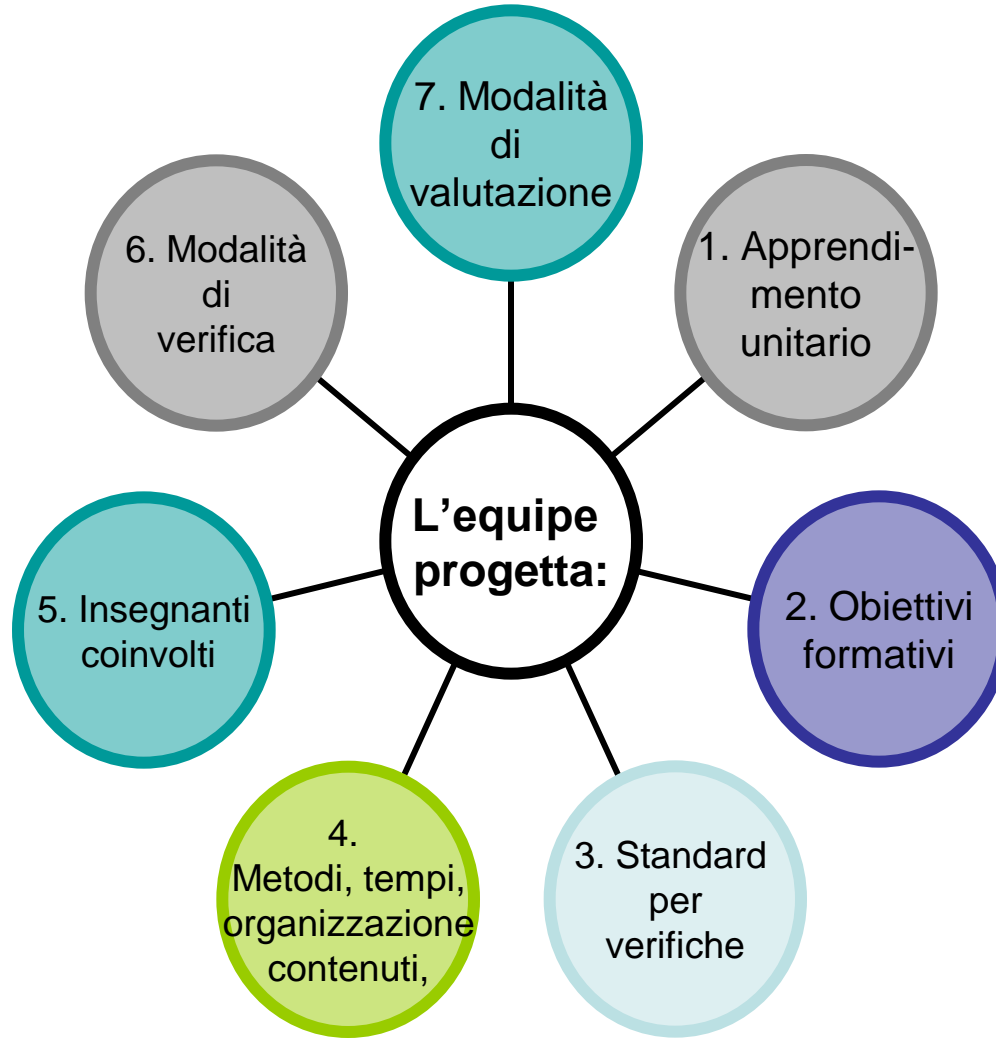 L’equipe
progetta:
1. Apprendi-
mento
unitario
2. Obiettivi
formativi
3. Standard
per
verifiche
4.
Metodi, tempi,
organizzazione
contenuti,
5. Insegnanti
coinvolti
6. Modalità
di
verifica
7. Modalità
di
valutazione